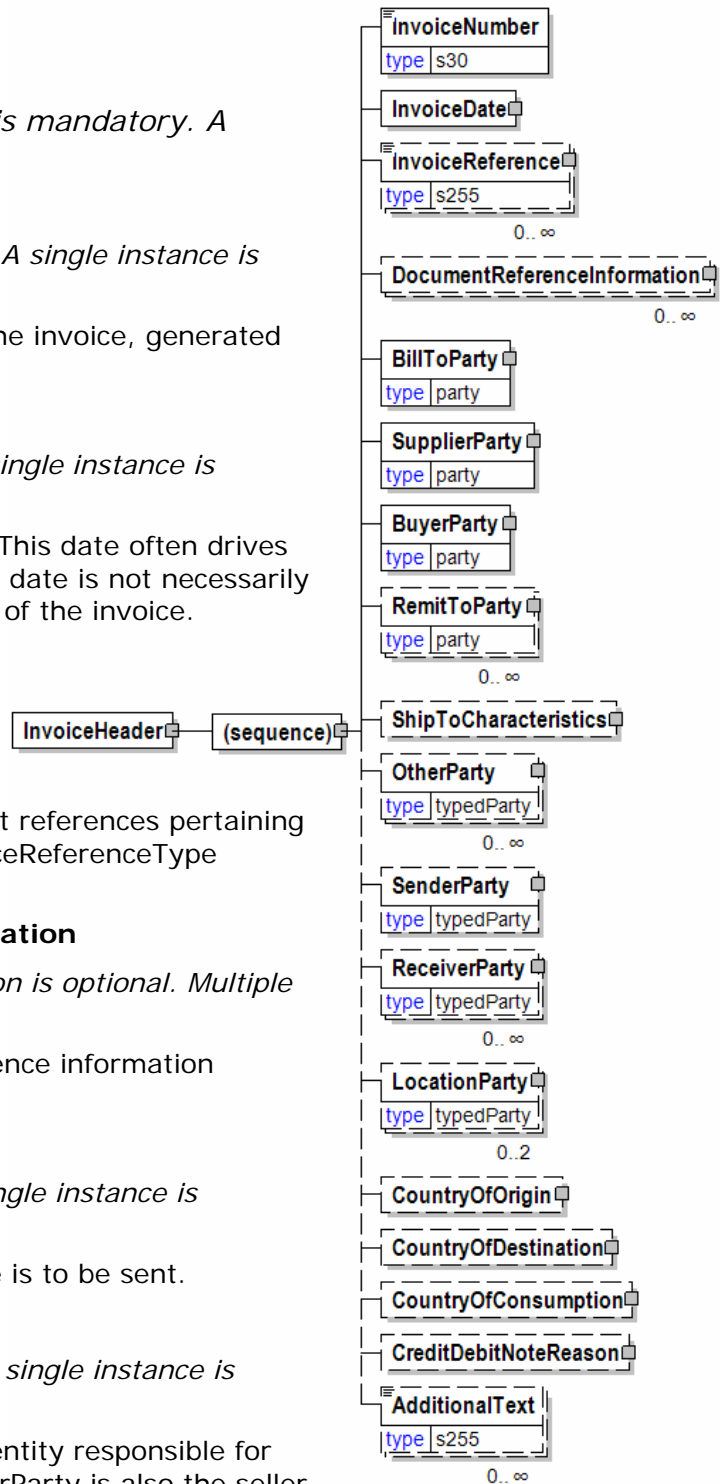 is mandatory. A
A single instance is
he invoice, generated
single instance is
This date often drives
date is not necessarily
of the invoice.
t references pertaining
ceReferenceType
ation
on is optional. Multiple
ence information
ngle instance is
e is to be sent.
single instance is
entity responsible for
erParty is also the seller
InvoiceHeader
(sequence)
InvoiceNumber
type s30
InvoiceDate
InvoiceReference
type s255
0.. ∞
DocumentReferenceInformation
0.. ∞
BillToParty
type party
SupplierParty
type party
BuyerParty
type party
RemitToParty
type party
0.. ∞
ShipToCharacteristics
OtherParty
type typedParty
0.. ∞
SenderParty
type typedParty
ReceiverParty
type typedParty
0.. ∞
LocationParty
type typedParty
0..2
CountryOfOrigin
CountryOfDestination
CountryOfConsumption
CreditDebitNoteReason
AdditionalText
type s255
0.. ∞